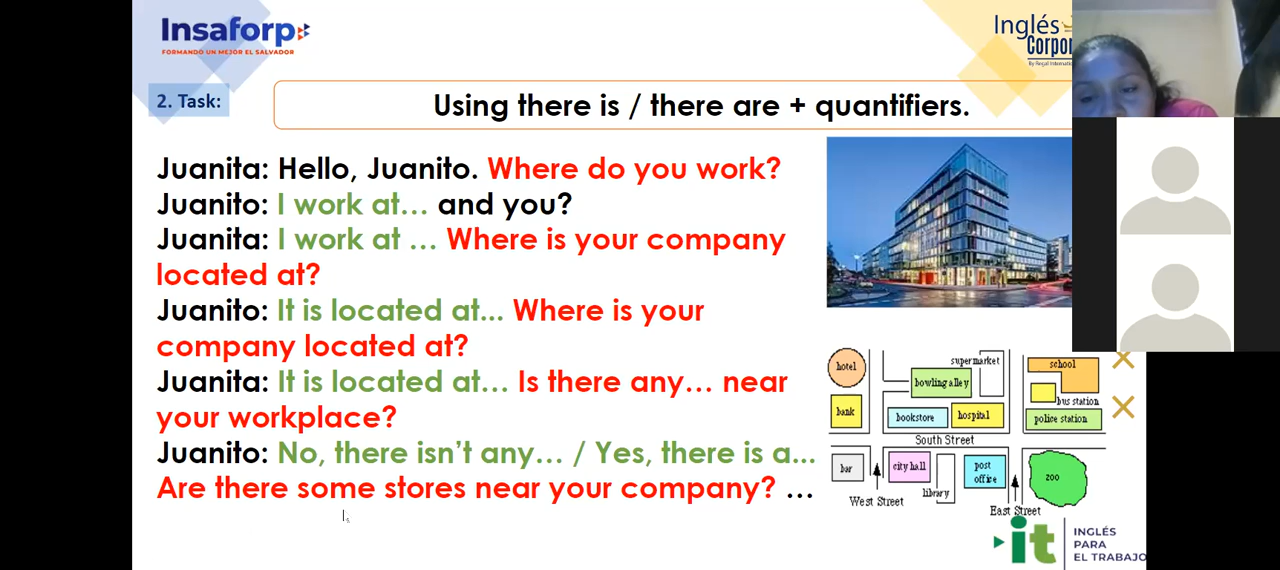 Insaforp
FORMANDO UN MEJOR EL SALVADOR
Inglés
Corpor
By Regal Internation
2. Task:
Using there is / there are + quantifiers.
Juanita: Hello, Juanito. Where do you work?
Juanito: I work at… and you?
Juanita: I work at … Where is your company
located at?
Juanito: It is located at... Where is your
company located at?
Juanita: It is located at… Is there any… near
your workplace?
Juanito: No, there isn’t any… / Yes, there is a...
Are there some stores near your company? …
hotel
supermarket
school
bowling alley
bus station
bank
bookstore
hospital
police station
South Street
bar
city hall
post
office
zoo
library
West Street
East Street
it
INGLÉS
PARA
EL TRABAJO